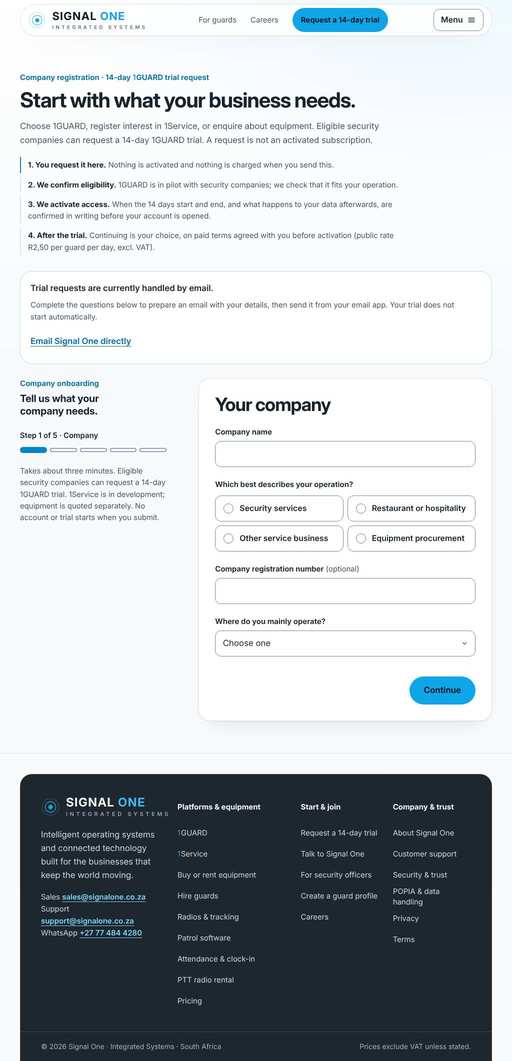 SIGNAL ONE
INTEGRATED SYSTEMS
For guards
Careers
Request a 14-day trial
Menu
Company registration · 14-day 1GUARD trial request
Start with what your business needs.
Choose 1GUARD, register interest in 1Service, or enquire about equipment. Eligible security
companies can request a 14-day 1GUARD trial. A request is not an activated subscription.
1. You request it here. Nothing is activated and nothing is charged when you send this.
2. We confirm eligibility. 1GUARD is in pilot with security companies; we check that it fits your operation.
3. We activate access. When the 14 days start and end, and what happens to your data afterwards, are
confirmed in writing before your account is opened.
4. After the trial. Continuing is your choice, on paid terms agreed with you before activation (public rate
R2,50 per guard per day, excl. VAT).
Trial requests are currently handled by email.
Complete the questions below to prepare an email with your details, then send it from your email app. Your trial does not
start automatically.
Email Signal One directly
Company onboarding
Tell us what your
company needs.
Step 1 of 5 · Company
Takes about three minutes. Eligible
security companies can request a 14-day
1GUARD trial. 1Service is in development;
equipment is quoted separately. No
account or trial starts when you submit.
Your company
Company name
Which best describes your operation?
Security services
Restaurant or hospitality
Other service business
Equipment procurement
Company registration number (optional)
Where do you mainly operate?
Choose one
Continue
SIGNAL ONE
INTEGRATED SYSTEMS
Intelligent operating systems
and connected technology
built for the businesses that
keep the world moving.
Sales sales@signalone.co.za
Support
support@signalone.co.za
WhatsApp +27 77 484 4280
Platforms & equipment
1GUARD
1Service
Buy or rent equipment
Hire guards
Radios & tracking
Patrol software
Attendance & clock-in
PTT radio rental
Pricing
Start & join
Request a 14-day trial
Talk to Signal One
For security officers
Create a guard profile
Careers
Company & trust
About Signal One
Customer support
Security & trust
POPIA & data
handling
Privacy
Terms
© 2026 Signal One · Integrated Systems · South Africa
Prices exclude VAT unless stated.